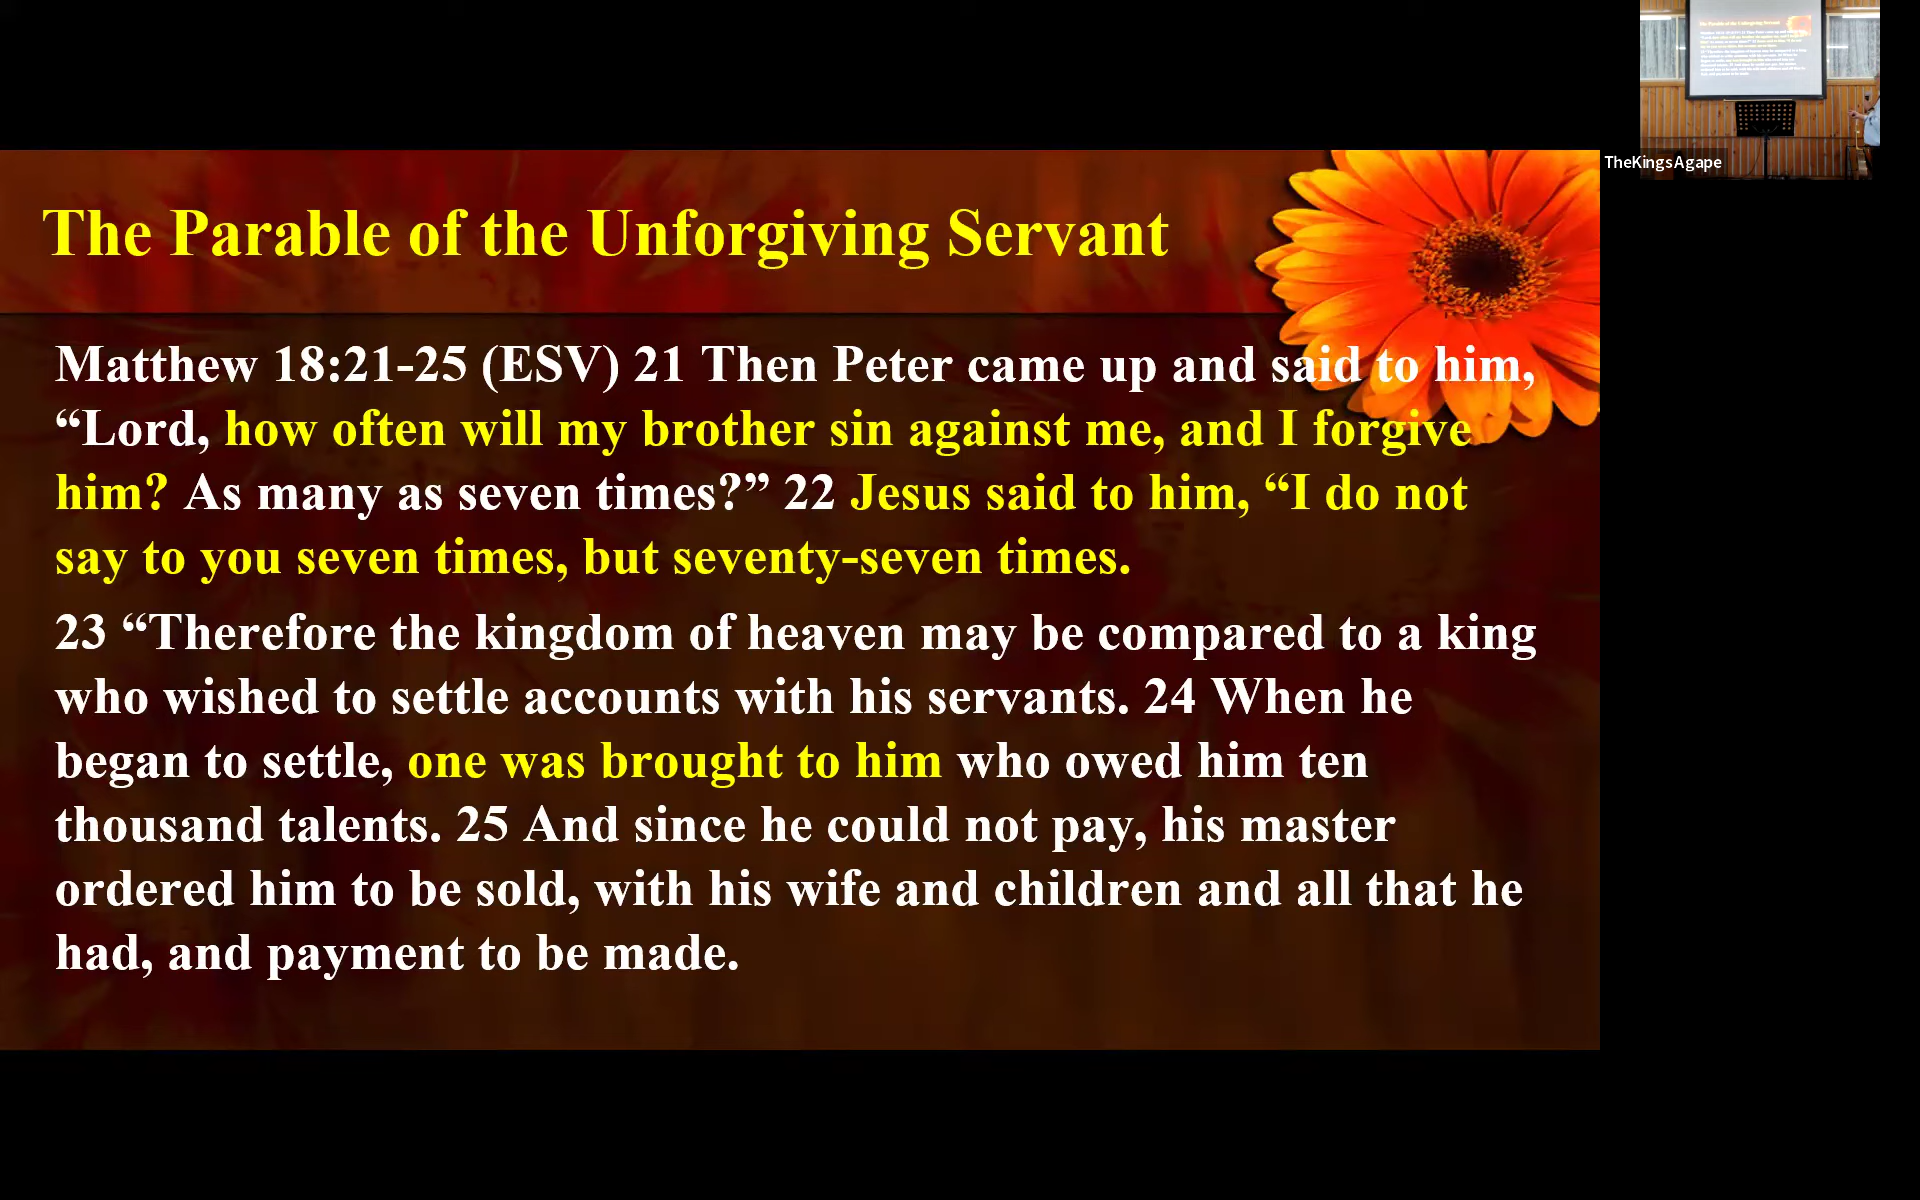 The Parable of the Unforgiving Servant
Matthew 18:21-25 (ESV) 21 Then Peter came up and said to him,
“Lord, how often will my brother sin against me, and I forgive
him? As many as seven times?” 22 Jesus said to him, “I do not
say to you seven times, but seventy-seven times.
23 “Therefore the kingdom of heaven may be compared to a king
who wished to settle accounts with his servants. 24 When he
began to settle, one was brought to him who owed him ten
thousand talents. 25 And since he could not pay, his master
ordered him to be sold, with his wife and children and all that he
had, and payment to be made.
TheKingsAgape